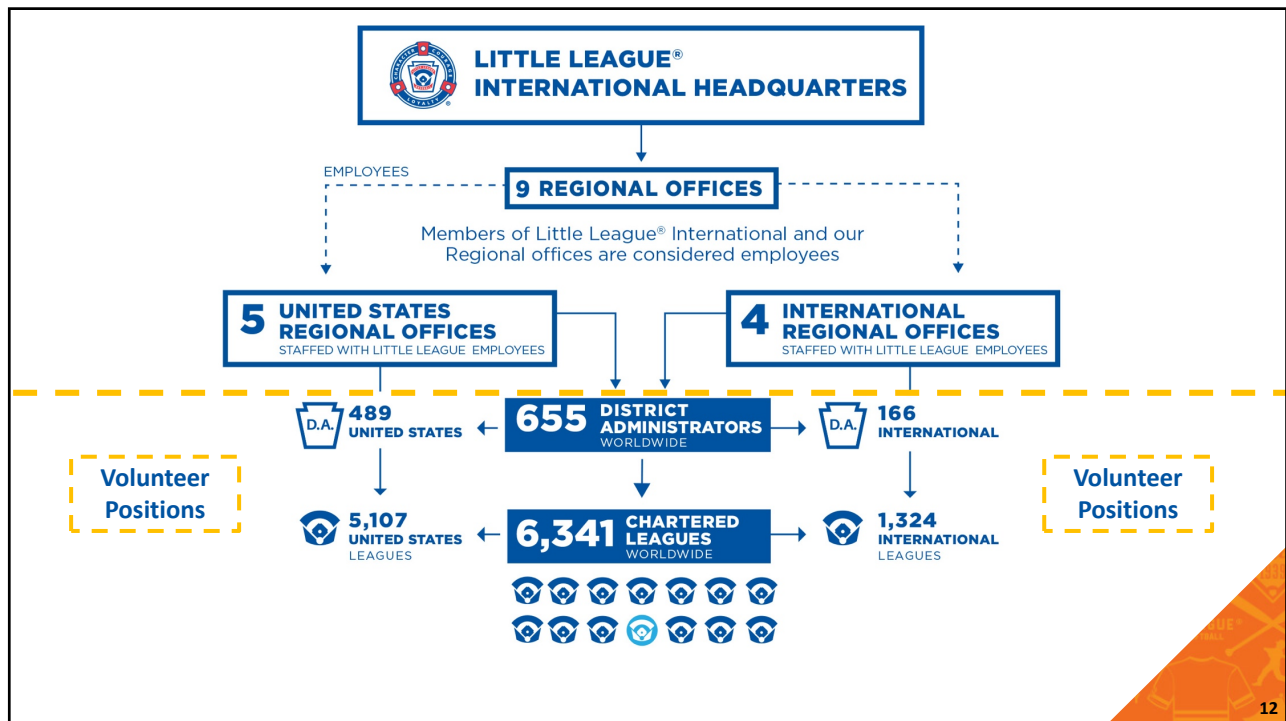 CHARACTER COURAGE
LOYALTY
LITTLE LEAGUE®
INTERNATIONAL HEADQUARTERS
EMPLOYEES
9 REGIONAL OFFICES
Members of Little League® International and our
Regional offices are considered employees
5 UNITED STATES
REGIONAL OFFICES
STAFFED WITH LITTLE LEAGUE EMPLOYEES
4 INTERNATIONAL
REGIONAL OFFICES
STAFFED WITH LITTLE LEAGUE EMPLOYEES
D.A.
489
UNITED STATES
655 DISTRICT
ADMINISTRATORS
WORLDWIDE
D.A.
166
INTERNATIONAL
Volunteer
Positions
Volunteer
Positions
5,107
UNITED STATES
LEAGUES
6,341 CHARTERED
LEAGUES
WORLDWIDE
1,324
INTERNATIONAL
LEAGUES
12